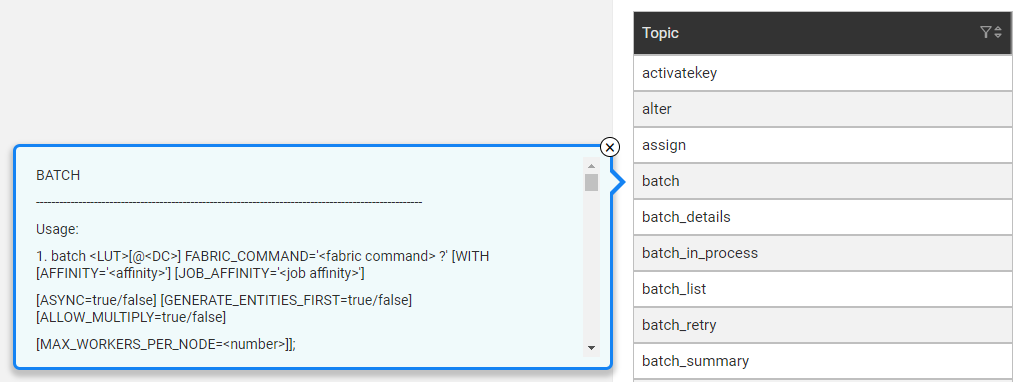 BATCH
--------------------------------------------------------------------------------------------------
Usage:
1. batch <LUT>[@<DC>] FABRIC_COMMAND='<fabric command> ?' [WITH
[AFFINITY='<affinity>'] [JOB_AFFINITY='<job affinity>']
[ASYNC=true/false] [GENERATE_ENTITIES_FIRST=true/false]
[ALLOW_MULTIPLY=true/false]
[MAX_WORKERS_PER_NODE=<number>]];
Topic
activatekey
alter
assign
batch
batch_details
batch_in_process
batch_list
batch_retry
batch_summary